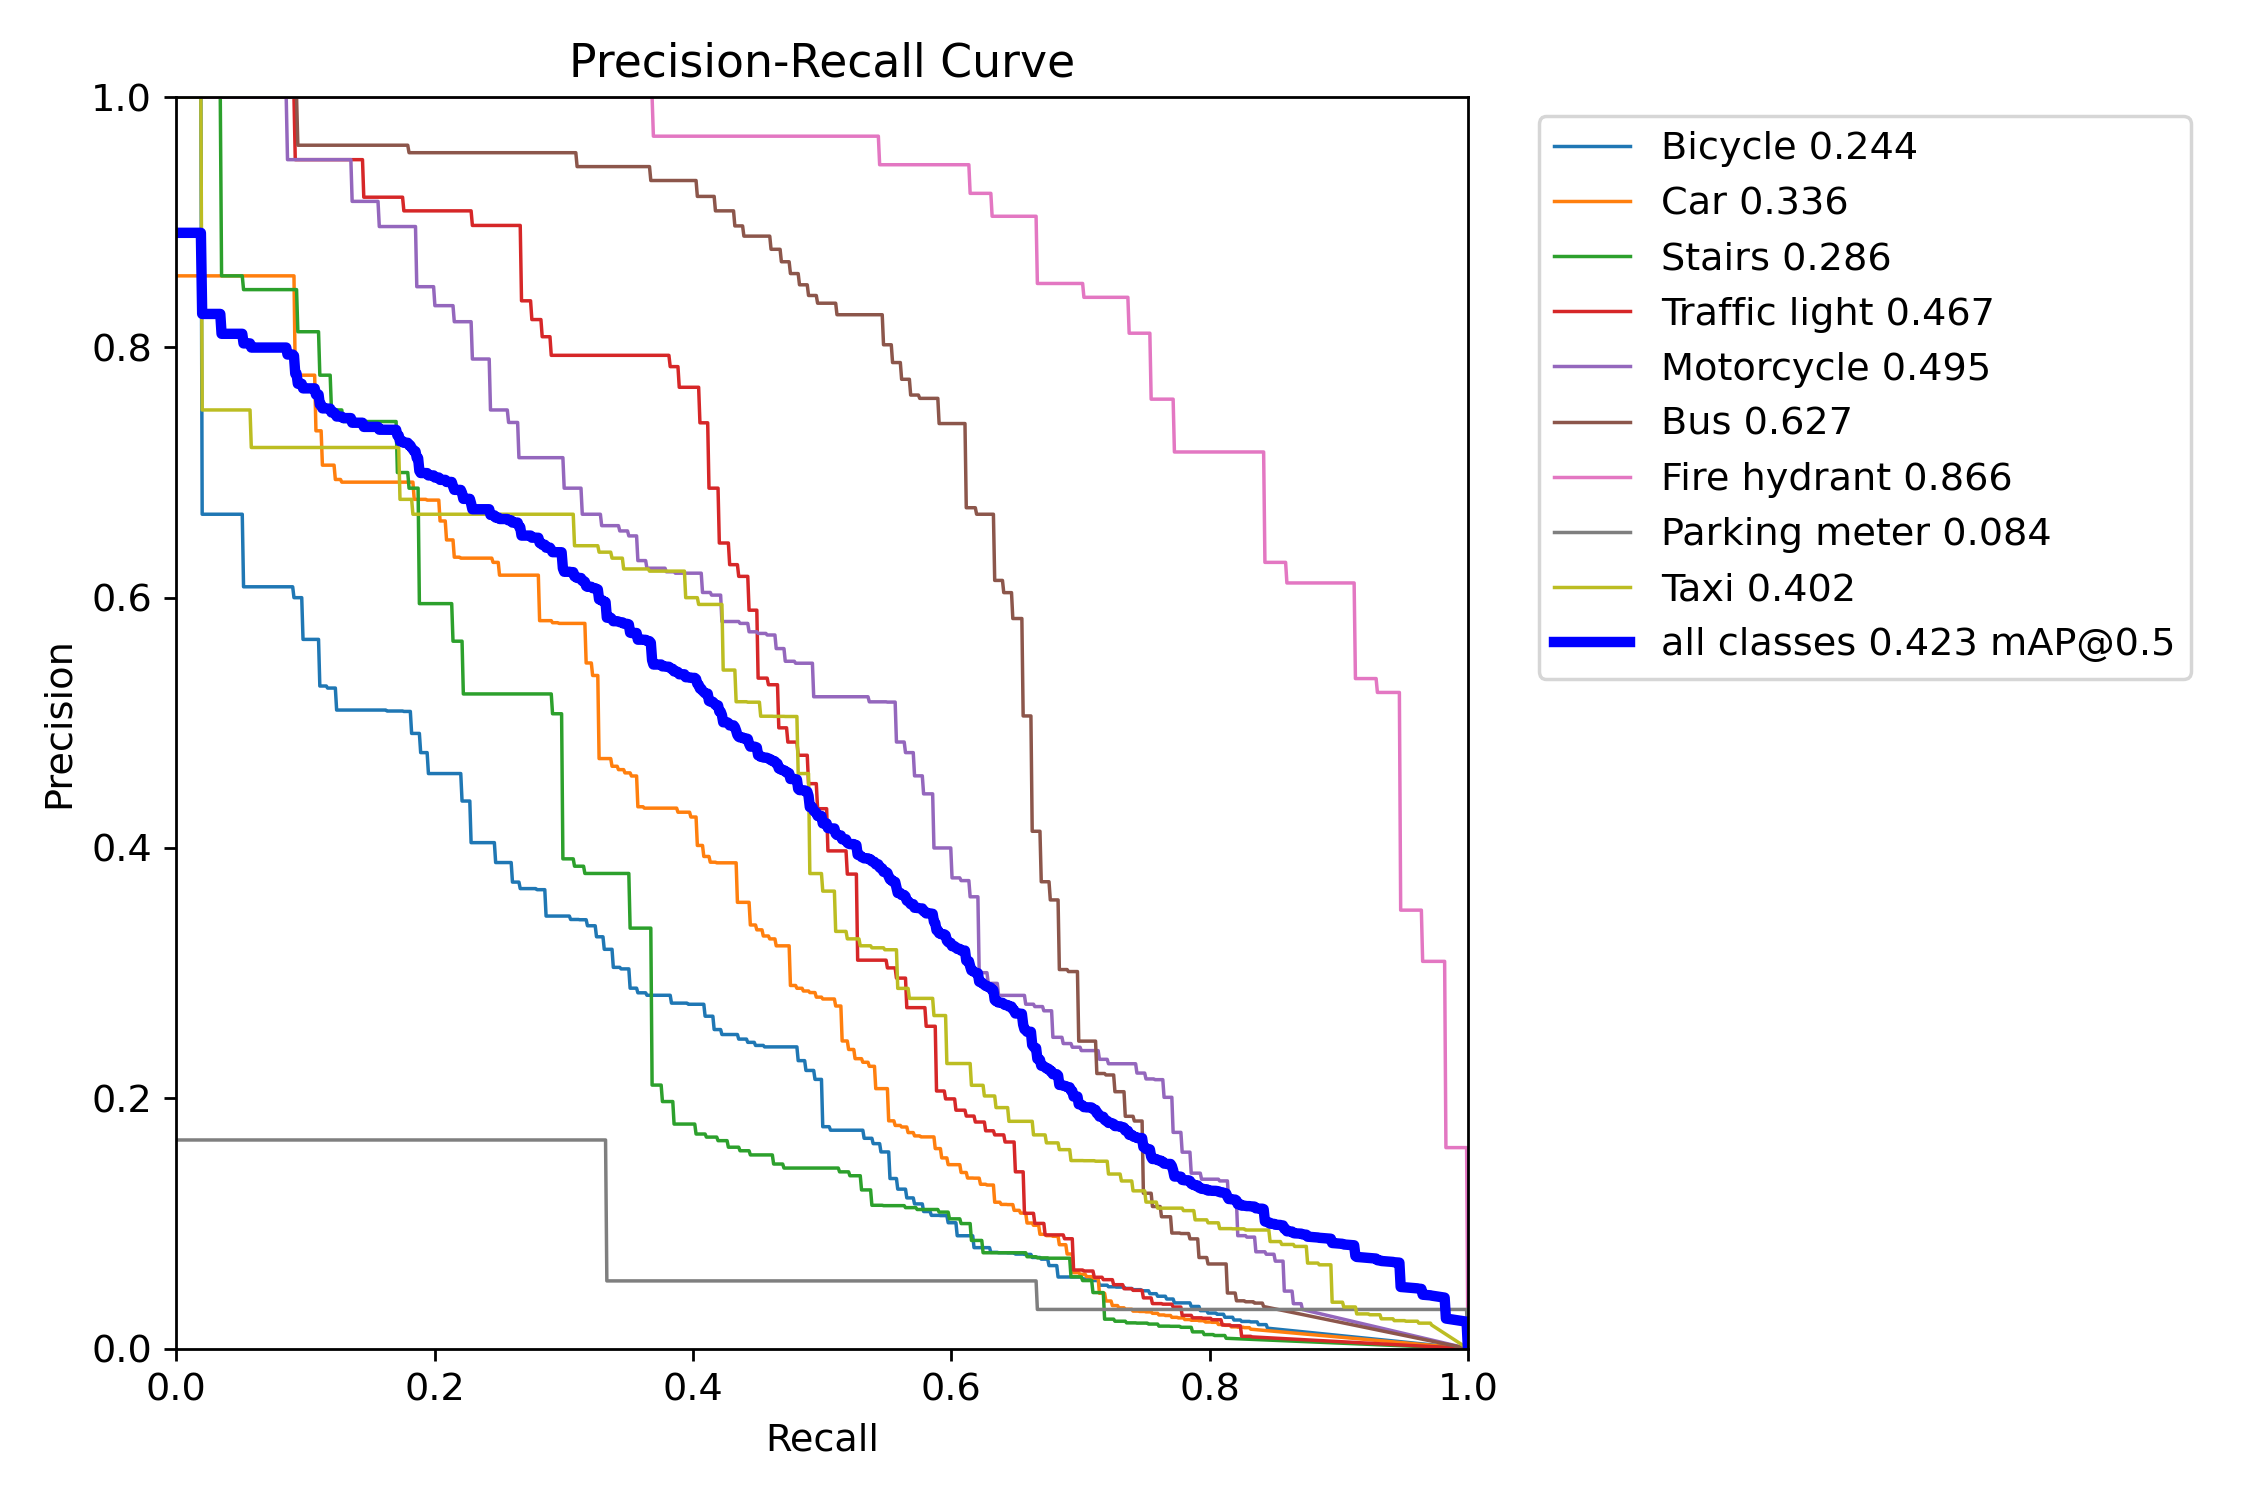 Precision-Recall Curve
1.0
0.8
0.6
0.4
0.2
0.0
Precision
0.0 0.2 0.4 0.6 0.8 1.0
Recall
Bicycle 0.244
Car 0.336
Stairs 0.286
Traffic light 0.467
Motorcycle 0.495
Bus 0.627
Fire hydrant 0.866
Parking meter 0.084
Taxi 0.402
all classes 0.423 mAP@0.5